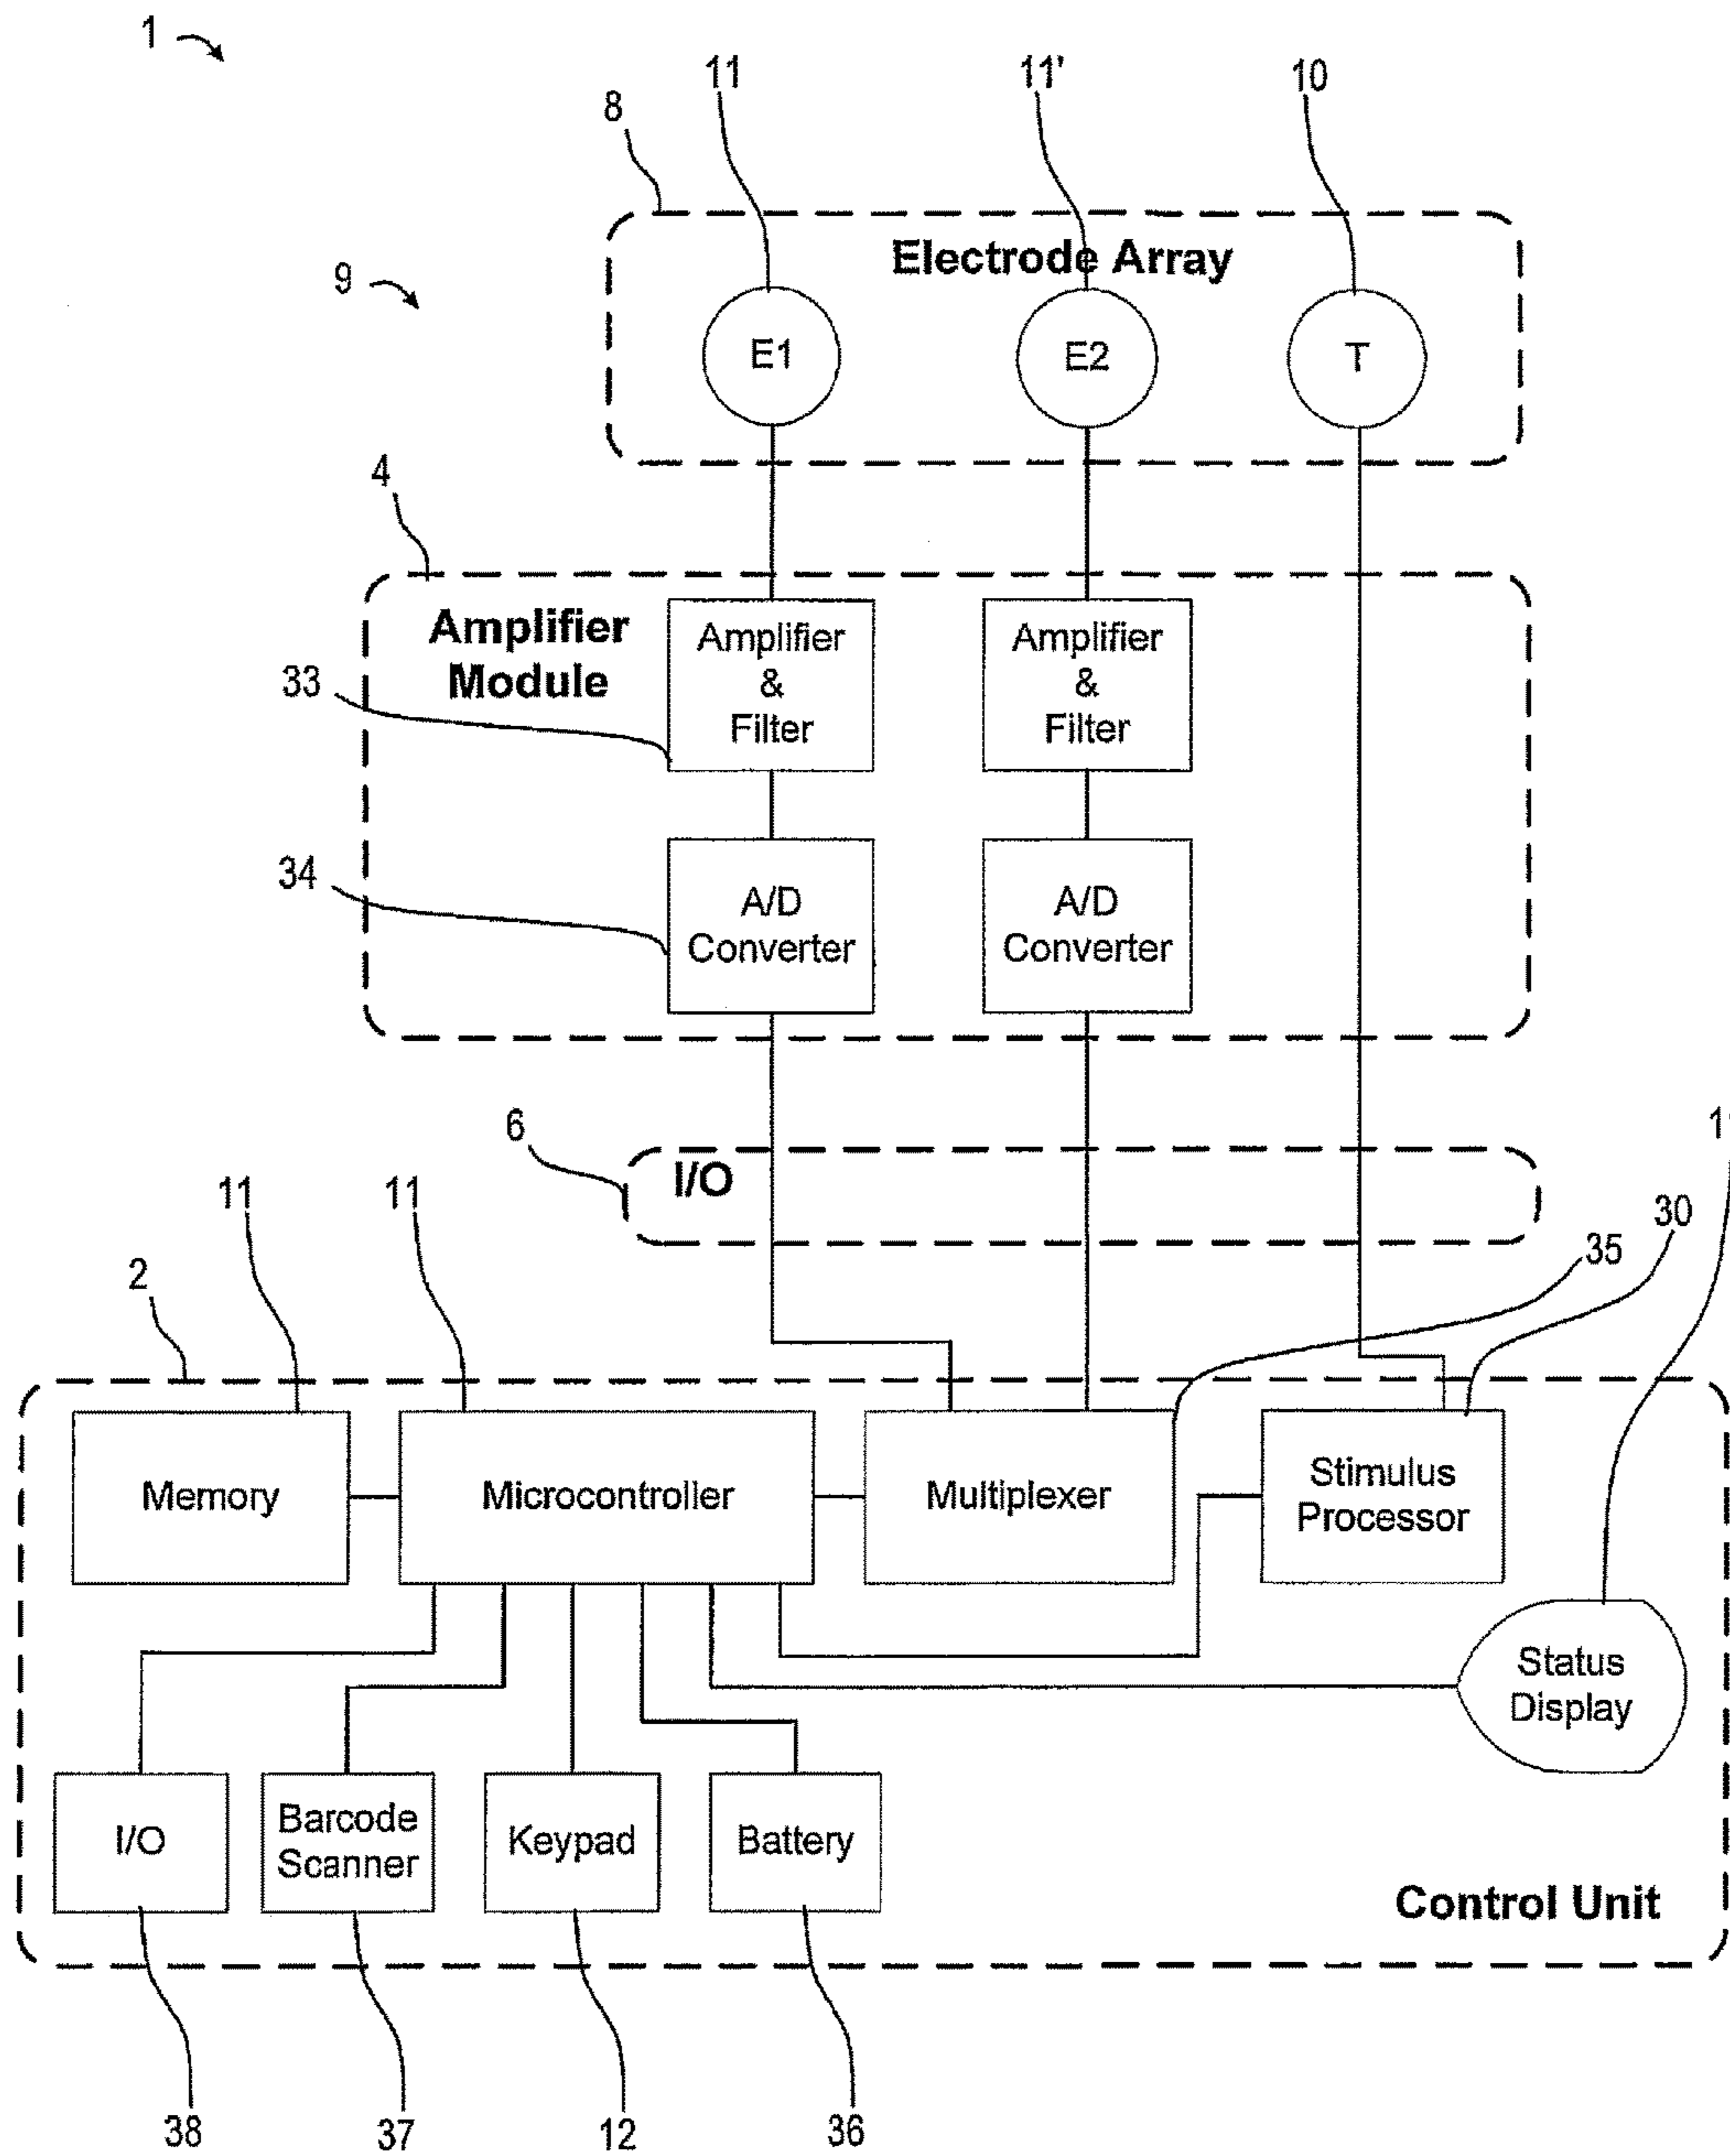 1
11
11'
10
8
Electrode Array
9
E1
E2
T
4
Amplifier
Module
Amplifier
&
Filter
Amplifier
&
Filter
33
34
A/D
Converter
A/D
Converter
6
I/O
11
11
30
35
2
Memory
Microcontroller
Multiplexer
Stimulus
Processor
Status
Display
I/O
Barcode
Scanner
Keypad
Battery
Control Unit
38
37
12
36